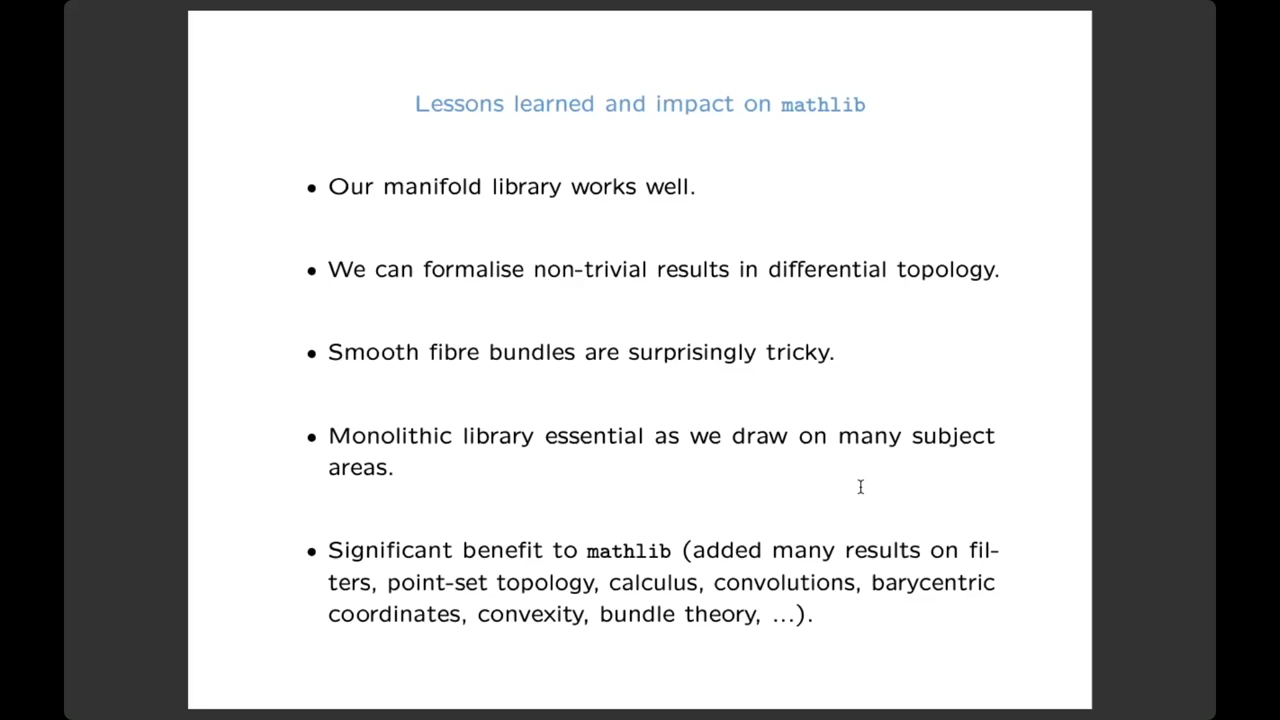 Lessons learned and impact on mathlib
• Our manifold library works well.
• We can formalise non-trivial results in differential topology.
• Smooth fibre bundles are surprisingly tricky.
• Monolithic library essential as we draw on many subject
areas.
• Significant benefit to mathlib (added many results on fil-
ters, point-set topology, calculus, convolutions, barycentric
coordinates, convexity, bundle theory, ...).